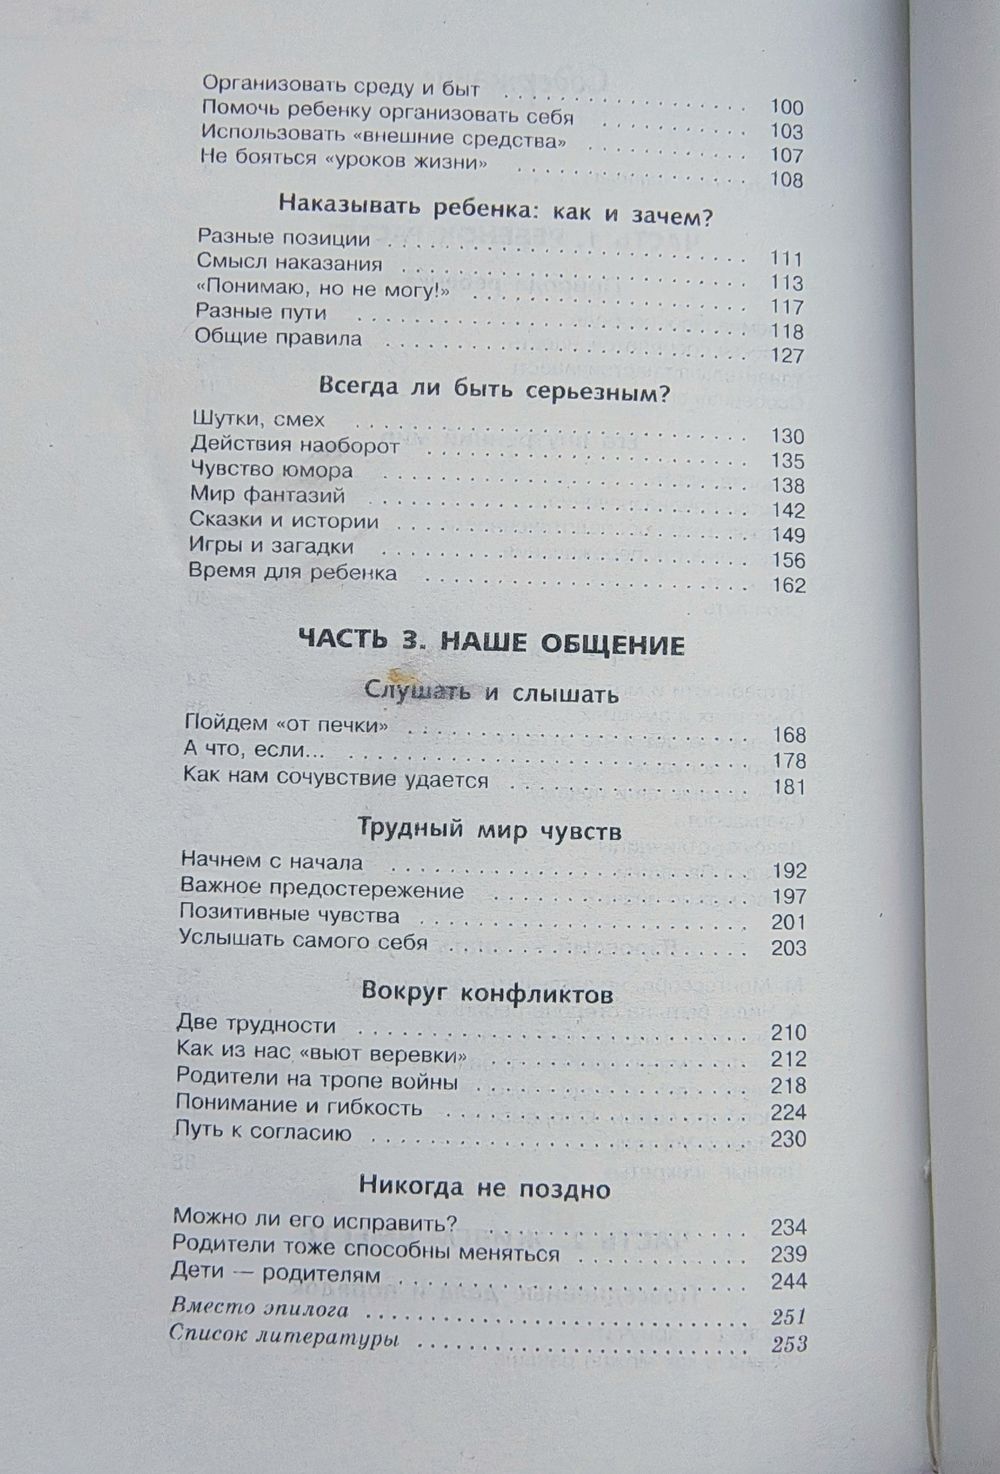 Организовать среду и быт . . . . . . . . . . . . . . . . 100
Помочь ребенку организовать себя . . . . . . . . . . 103
Использовать «внешние средства» . . . . . . . . . . . 107
Не бояться «уроков жизни» . . . . . . . . . . . . . . . 108
Наказывать ребенка: как и зачем?
Разные позиции . . . . . . . . . . . . . . . . . . . . . . 111
Смысл наказания . . . . . . . . . . . . . . . . . . . . . 113
«Понимаю, но не могу!» . . . . . . . . . . . . . . . . . 117
Разные пути . . . . . . . . . . . . . . . . . . . . . . . . 118
Общие правила . . . . . . . . . . . . . . . . . . . . . . 127
Всегда ли быть серьезным?
Шутки, смех . . . . . . . . . . . . . . . . . . . . . . . . 130
Действия наоборот . . . . . . . . . . . . . . . . . . . . 135
Чувство юмора . . . . . . . . . . . . . . . . . . . . . . 138
Мир фантазий . . . . . . . . . . . . . . . . . . . . . . . 142
Сказки и истории . . . . . . . . . . . . . . . . . . . . . 149
Игры и загадки . . . . . . . . . . . . . . . . . . . . . . 156
Время для ребенка . . . . . . . . . . . . . . . . . . . . 162
ЧАСТЬ 3. НАШЕ ОБЩЕНИЕ
Слушать и слышать
Пойдем «от печки» . . . . . . . . . . . . . . . . . . . . 168
А что, если... . . . . . . . . . . . . . . . . . . . . . . . . 178
Как нам сочувствие удается . . . . . . . . . . . . . . 181
Трудный мир чувств
Начнем с начала . . . . . . . . . . . . . . . . . . . . . 192
Важное предостережение . . . . . . . . . . . . . . . . 197
Позитивные чувства . . . . . . . . . . . . . . . . . . . 201
Услышать самого себя . . . . . . . . . . . . . . . . . . 203
Вокруг конфликтов
Две трудности . . . . . . . . . . . . . . . . . . . . . . . 210
Как из нас «вьют веревки» . . . . . . . . . . . . . . . 212
Родители на тропе войны . . . . . . . . . . . . . . . . 218
Понимание и гибкость . . . . . . . . . . . . . . . . . . 224
Путь к согласию . . . . . . . . . . . . . . . . . . . . . . 230
Никогда не поздно
Можно ли его исправить? . . . . . . . . . . . . . . . . 234
Родители тоже способны меняться . . . . . . . . . . 239
Дети — родителям . . . . . . . . . . . . . . . . . . . . . 244
Вместо эпилога . . . . . . . . . . . . . . . . . . . . . . 251
Список литературы . . . . . . . . . . . . . . . . . . . . 253